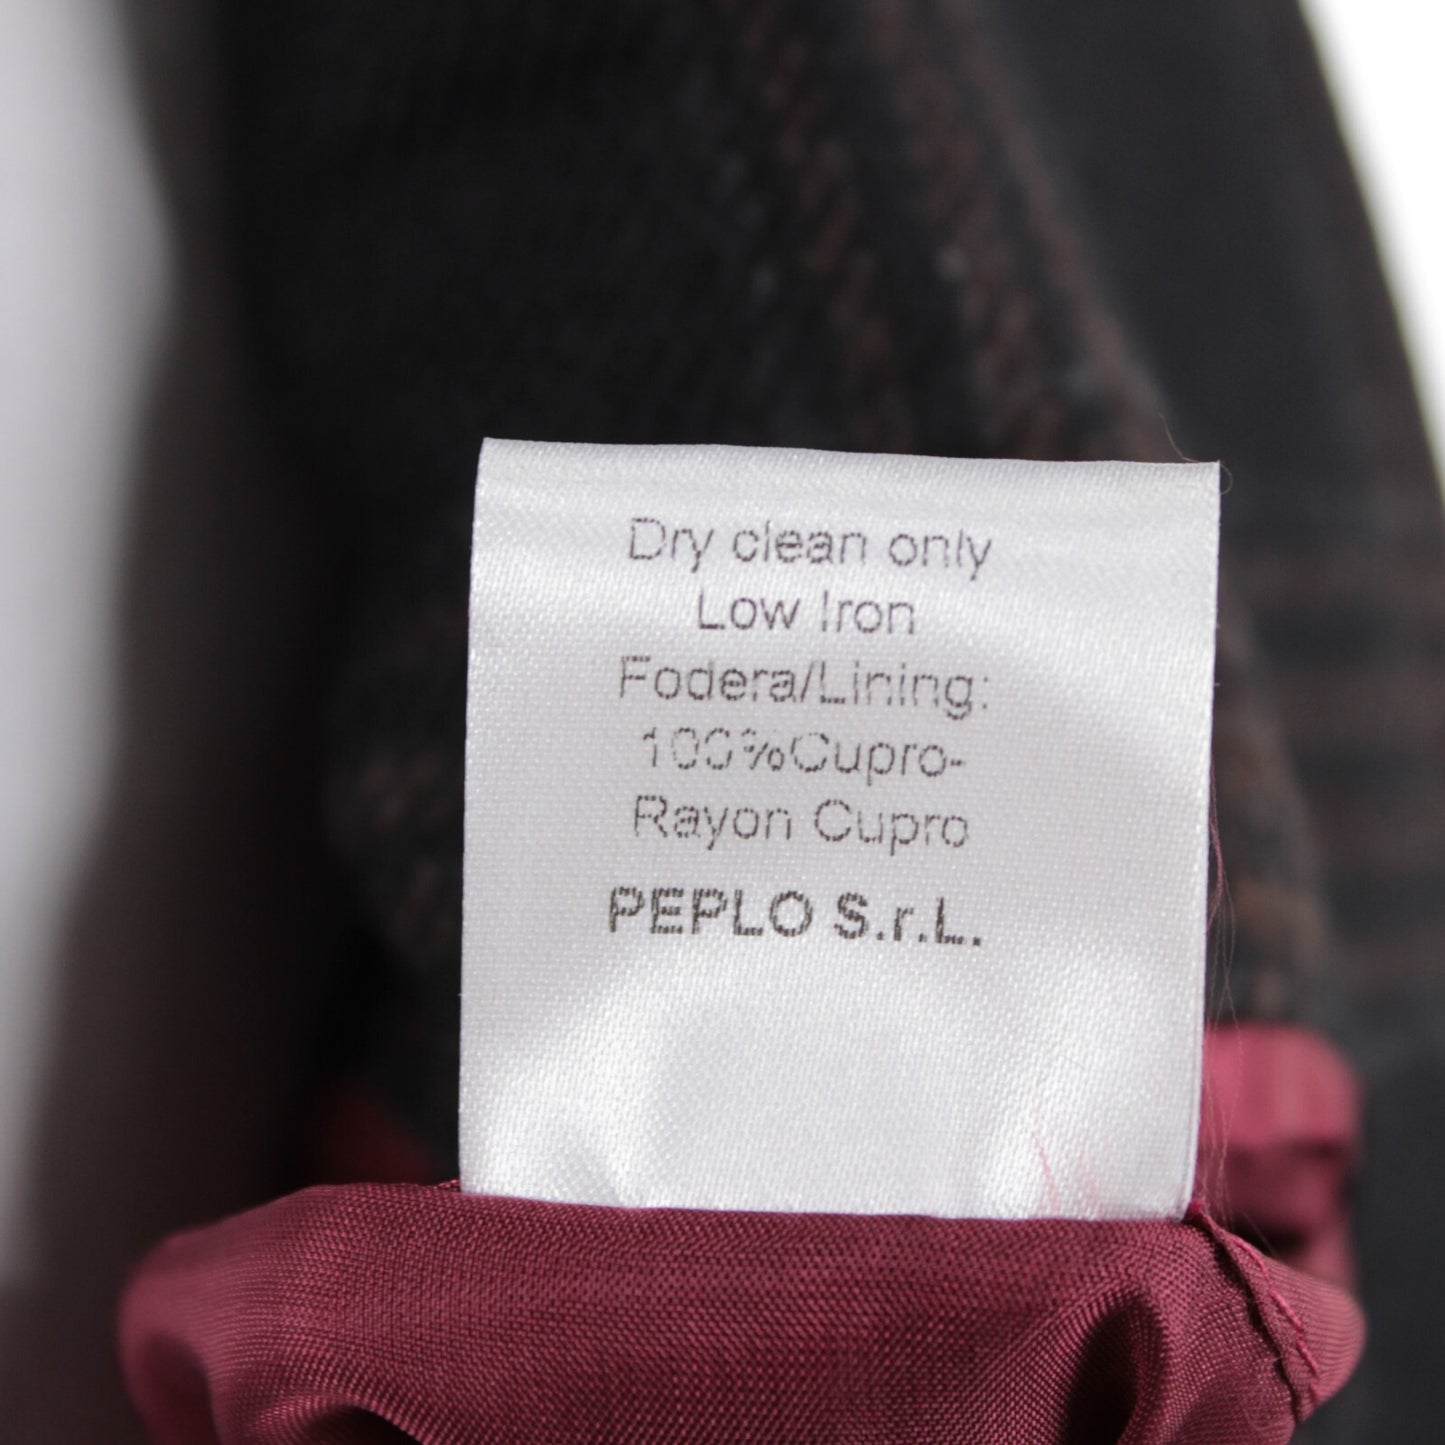 Dry clean only
Low Iron
Fodera/Lining:
100%Cupro-
Rayon Cupro
PEPLO S.r.L.